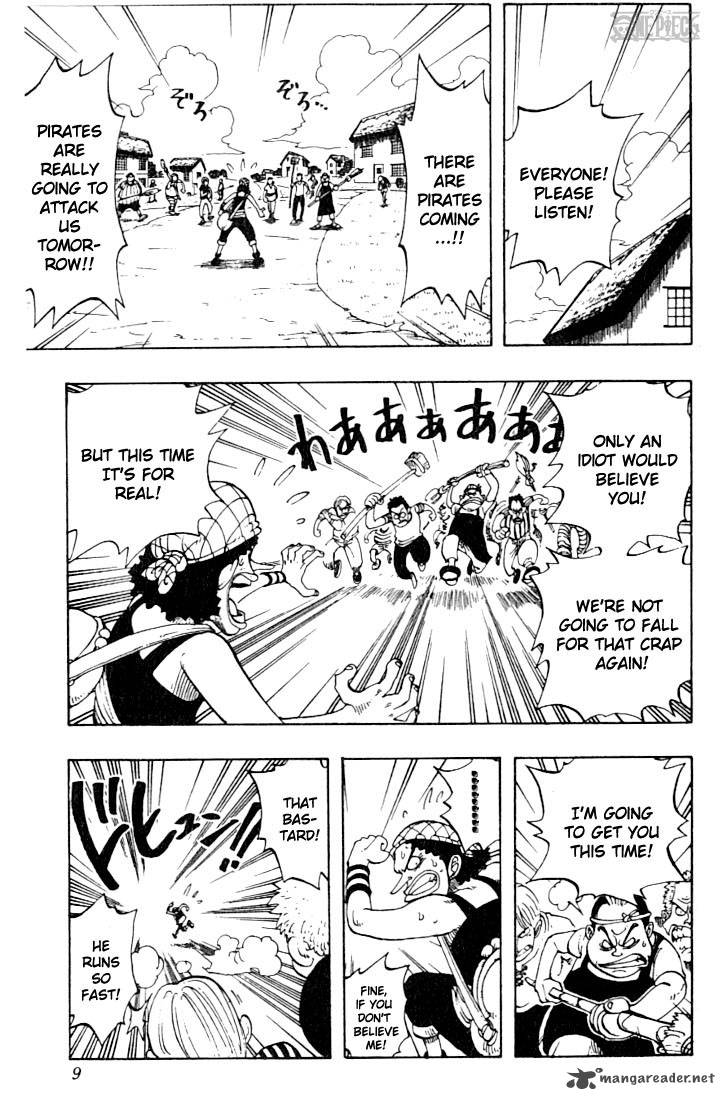 ONE PIECE
EVERYONE!
PLEASE
LISTEN!
THERE
ARE
PIRATES
COMING
...!!
ぞろ
ぞろ...
PIRATES
ARE
REALLY
GOING TO
ATTACK
US
TOMOR-
ROW!!
ONLY AN
IDIOT WOULD
BELIEVE
YOU!
WE'RE NOT
GOING TO FALL
FOR THAT CRAP
AGAIN!
わあぁあぁあぁ
BUT THIS TIME
IT'S FOR
REAL!
I'M GOING
TO GET YOU
THIS TIME!
FINE,
IF YOU
DON'T
BELIEVE
ME!
THAT
BAS-
TARD!
ドヒューン!!
HE
RUNS
SO
FAST!
9
mangareader.net